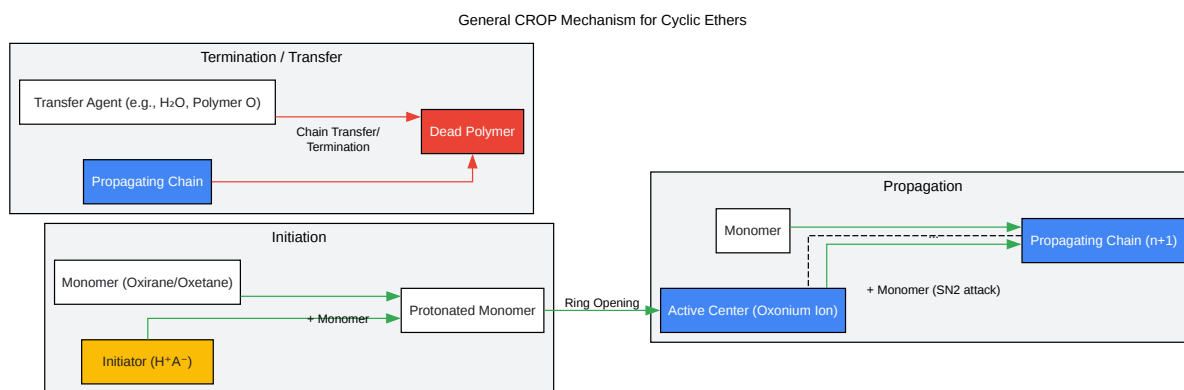 General CROP Mechanism for Cyclic Ethers
Termination / Transfer
Transfer Agent (e.g., H₂O, Polymer O)
Chain Transfer/
Termination
Dead Polymer
Propagating Chain
Initiation
Monomer (Oxirane/Oxetane)
+ Monomer
Initiator (H⁺A⁻)
Protonated Monomer
Ring Opening
Propagation
Monomer
...
Propagating Chain (n+1)
Active Center (Oxonium Ion)
+ Monomer (SN2 attack)